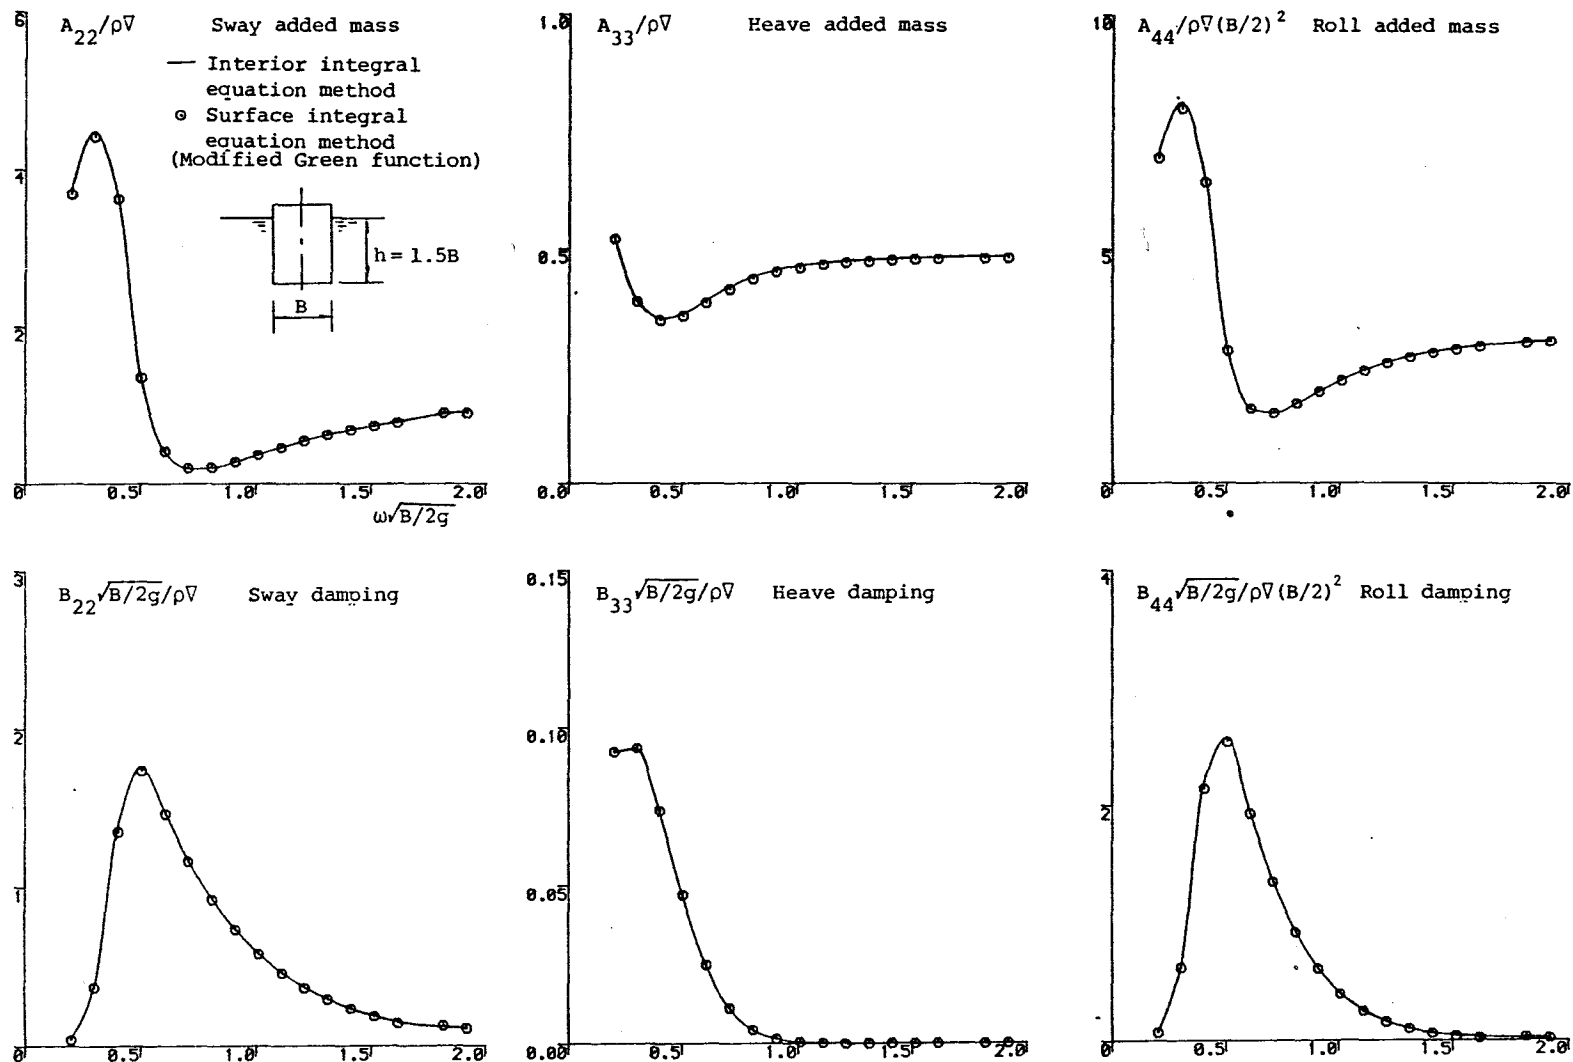 A22/ρ∇ Sway added mass
— Interior integral
equation method
⊙ Surface integral
equation method
(Modified Green function)
h = 1.5B
B
6
4
2
0 0.5 1.0 1.5 2.0
ω√B/2g
A33/ρ∇ Heave added mass
1.0
0.5
0.0 0.5 1.0 1.5 2.0
A44/ρ∇(B/2)² Roll added mass
10
5
0 0.5 1.0 1.5 2.0
B22√B/2g/ρ∇ Sway damping
3
2
1
0 0.5 1.0 1.5 2.0
B33√B/2g/ρ∇ Heave damping
0.15
0.10
0.05
0.00 0.5 1.0 1.5 2.0
B44√B/2g/ρ∇(B/2)² Roll damping
4
2
0 0.5 1.0 1.5 2.0